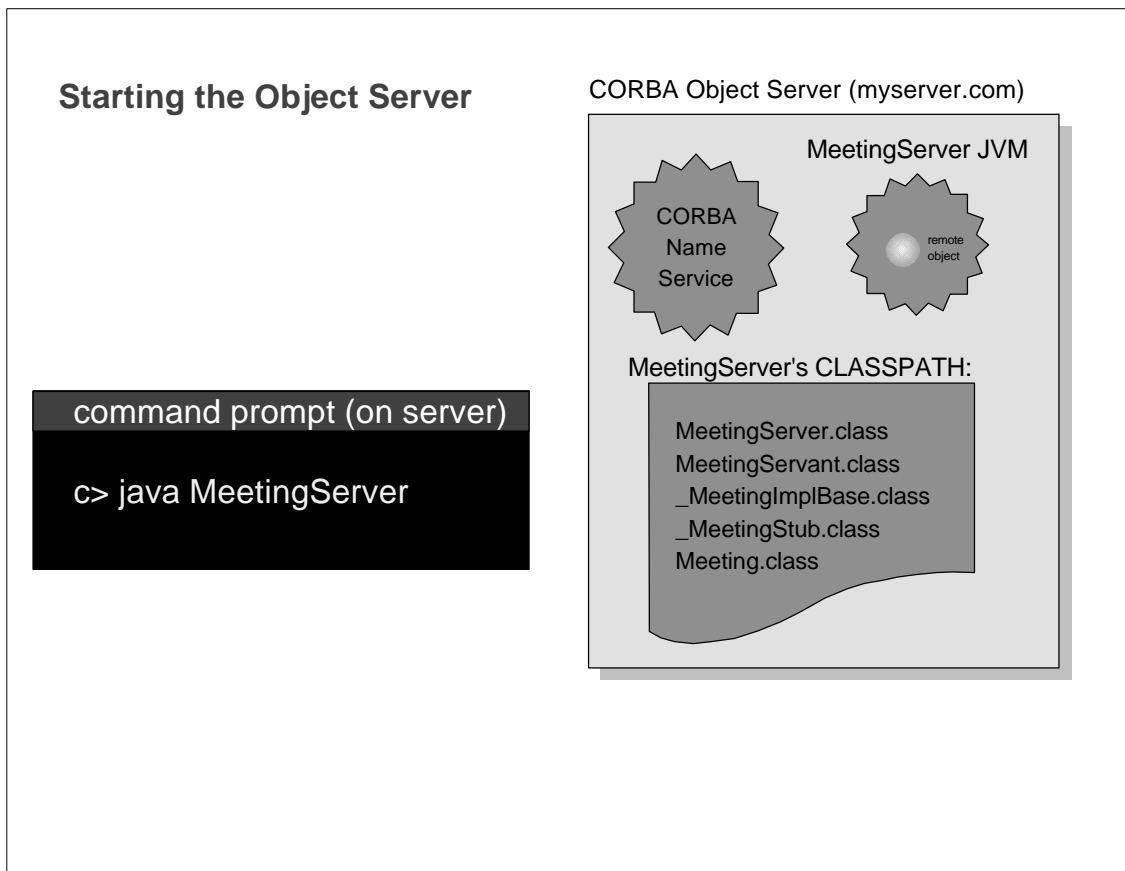 Starting the Object Server
command prompt (on server)
c> java MeetingServer
CORBA Object Server (myserver.com)
MeetingServer JVM
CORBA
Name
Service
remote
object
MeetingServer's CLASSPATH:
MeetingServer.class
MeetingServant.class
_MeetingImplBase.class
_MeetingStub.class
Meeting.class